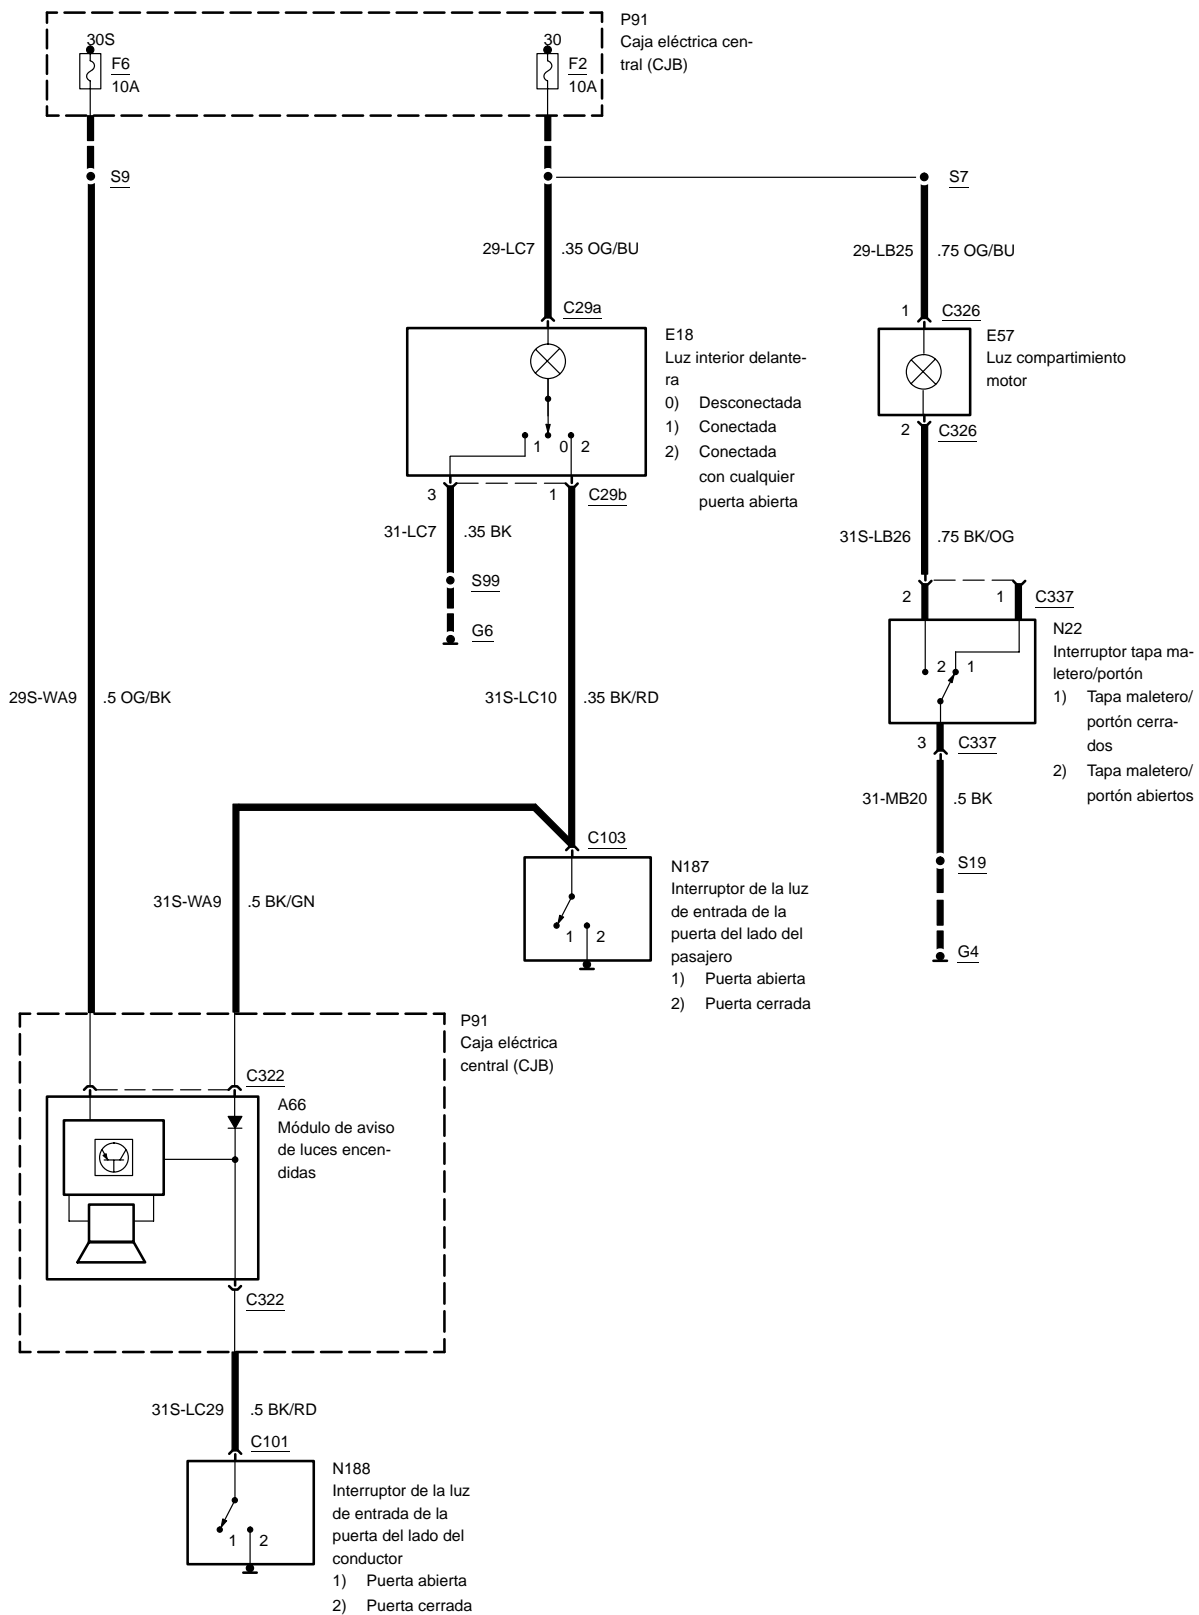 P91
Caja eléctrica cen-
tral (CJB)
30S
F6
10A
30
F2
10A
S9
S7
29-LC7 .35 OG/BU
29-LB25 .75 OG/BU
C29a
1 C326
E18
Luz interior delante-
ra
0) Desconectada
1) Conectada
2) Conectada
con cualquier
puerta abierta
E57
Luz compartimiento
motor
1 0 2
2 C326
3 1 C29b
31-LC7 .35 BK
31S-LB26 .75 BK/OG
S99
G6
2 1 C337
N22
Interruptor tapa ma-
letero/portón
1) Tapa maletero/
portón cerra-
dos
2) Tapa maletero/
portón abiertos
2 1
29S-WA9 .5 OG/BK
31S-LC10 .35 BK/RD
3 C337
31-MB20 .5 BK
C103
S19
N187
Interruptor de la luz
de entrada de la
puerta del lado del
pasajero
1) Puerta abierta
2) Puerta cerrada
31S-WA9 .5 BK/GN
1 2
G4
P91
Caja eléctrica
central (CJB)
C322
A66
Módulo de aviso
de luces encen-
didas
C322
31S-LC29 .5 BK/RD
C101
N188
Interruptor de la luz
de entrada de la
puerta del lado del
conductor
1) Puerta abierta
2) Puerta cerrada
1 2